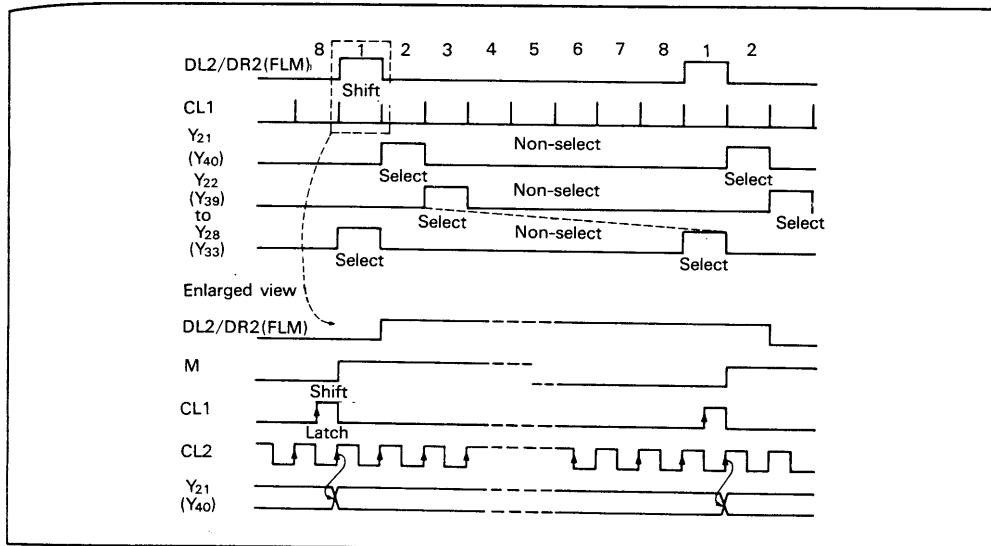 8 1 2 3 4 5 6 7 8 1 2
DL2/DR2(FLM)
Shift
CL1
Y21
(Y40)
Non-select
Select
Select
Y22
(Y39)
Non-select
Select
Select
to
Y28
(Y33)
Non-select
Select
Select
Enlarged view
DL2/DR2(FLM)
M
Shift
CL1
Latch
CL2
Y21
(Y40)